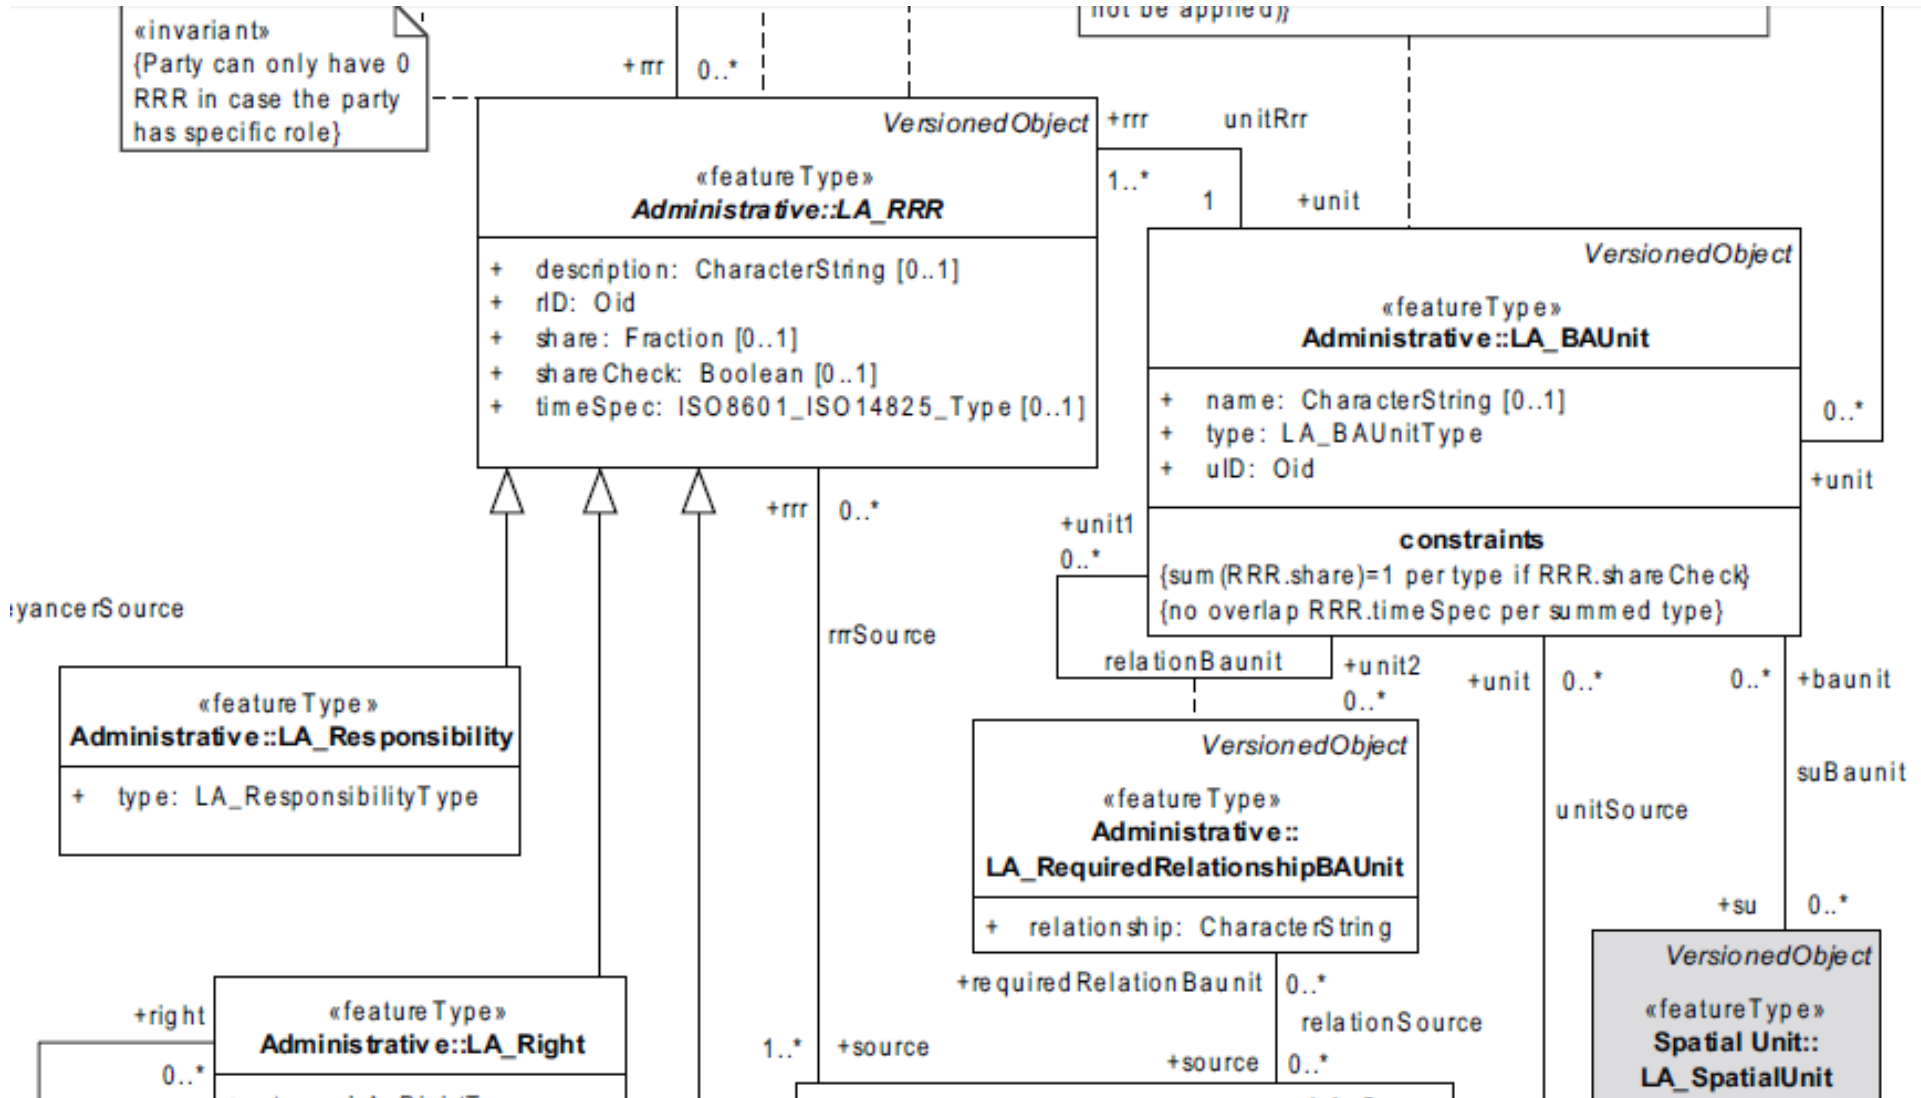 not be applied)}
«invariant»
{Party can only have 0
RRR in case the party
has specific role}
+rrr
0..*
VersionedObject
«featureType»
Administrative::LA_RRR
+ description: CharacterString [0..1]
+ rID: Oid
+ share: Fraction [0..1]
+ shareCheck: Boolean [0..1]
+ timeSpec: ISO8601_ISO14825_Type [0..1]
+rrr
unitRrr
1..*
1
+unit
VersionedObject
«featureType»
Administrative::LA_BAUnit
+ name: CharacterString [0..1]
+ type: LA_BAUnitType
+ uID: Oid
constraints
{sum(RRR.share)=1 per type if RRR.shareCheck}
{no overlap RRR.timeSpec per summed type}
0..*
+unit
+rrr
0..*
+unit1
0..*
yancerSource
rrrSource
relationBaunit
+unit2
0..*
+unit
0..*
0..*
+baunit
«featureType»
Administrative::LA_Responsibility
+ type: LA_ResponsibilityType
VersionedObject
«featureType»
Administrative::
LA_RequiredRelationshipBAUnit
+ relationship: CharacterString
suBaunit
unitSource
+su
0..*
VersionedObject
«featureType»
Spatial Unit::
LA_SpatialUnit
+requiredRelationBaunit
0..*
relationSource
+source
0..*
+right
0..*
«featureType»
Administrative::LA_Right
1..*
+source